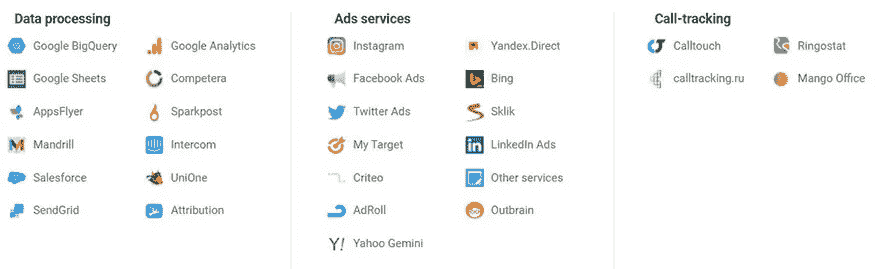 Data processing
Google BigQuery
Google Analytics
Google Sheets
Competera
AppsFlyer
Sparkpost
Mandrill
Intercom
Salesforce
UniOne
SendGrid
Attribution
Ads services
Instagram
Yandex.Direct
Facebook Ads
Bing
Twitter Ads
Sklik
My Target
LinkedIn Ads
Criteo
Other services
AdRoll
Outbrain
Y! Yahoo Gemini
Call-tracking
Calltouch
Ringostat
calltracking.ru
Mango Office